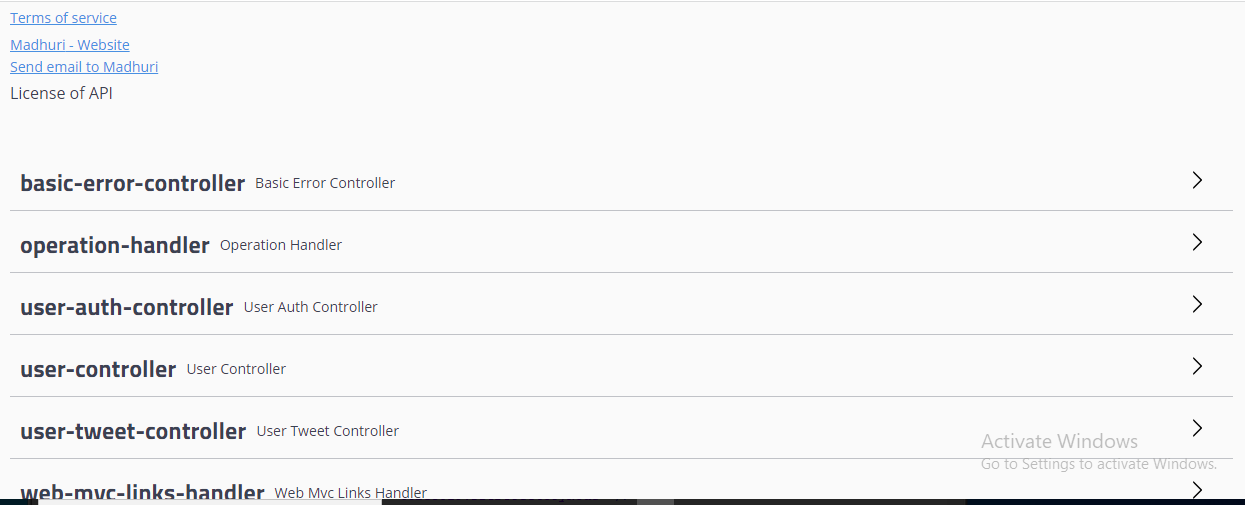 Terms of service
Madhuri - Website
Send email to Madhuri
License of API
basic-error-controller Basic Error Controller
operation-handler Operation Handler
user-auth-controller User Auth Controller
user-controller User Controller
user-tweet-controller User Tweet Controller
Activate Windows
Go to Settings to activate Windows.
web-mvc-links-handler Web Mvc Links Handler